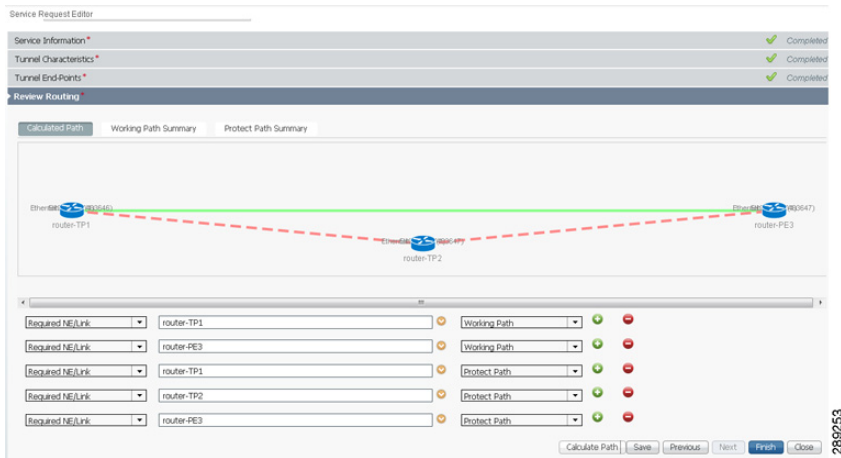 Service Request Editor
Service Information*
Completed
Tunnel Characteristics*
Completed
Tunnel End-Points*
Completed
Review Routing*
Calculated Path Working Path Summary Protect Path Summary
router-TP1
router-TP2
router-PE3
Required NE/Link router-TP1 Working Path
Required NE/Link router-PE3 Working Path
Required NE/Link router-TP1 Protect Path
Required NE/Link router-TP2 Protect Path
Required NE/Link router-PE3 Protect Path
Calculate Path Save Previous Next Finish Close
289253